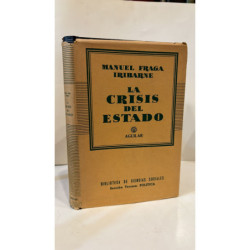 MANUEL FRAGA
IRIBARNE
LA
CRISIS
DEL
ESTADO
AGUILAR
BIBLIOTECA DE CIENCIAS SOCIALES